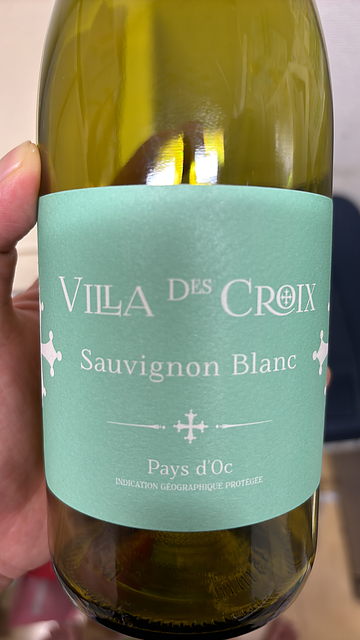 VILLA DES CROIX
Sauvignon Blanc
Pays d'Oc
INDICATION GÉOGRAPHIQUE PROTÉGÉE